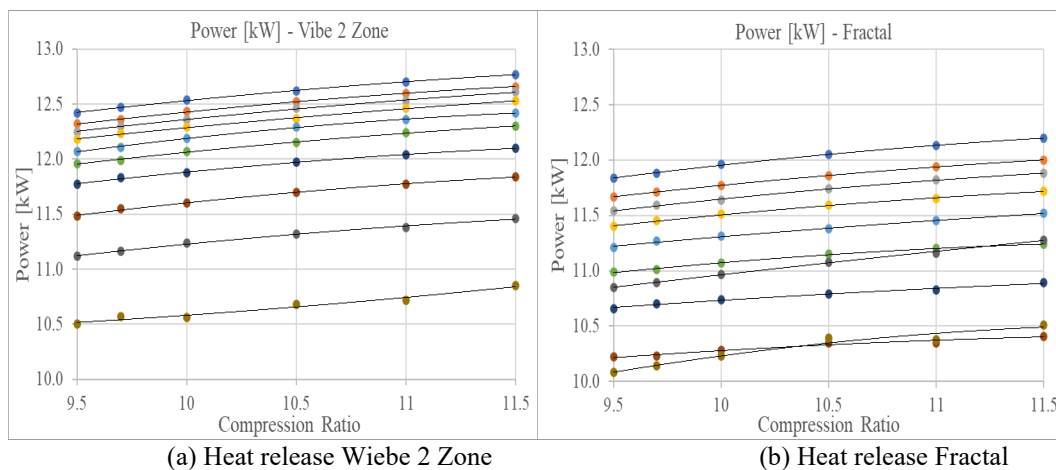 Power [kW] - Vibe 2 Zone
13.0
12.5
12.0
11.5
11.0
10.5
10.0
Power [kW]
9.5 10 10.5 11 11.5
Compression Ratio
(a) Heat release Wiebe 2 Zone
Power [kW] - Fractal
13.0
12.5
12.0
11.5
11.0
10.5
10.0
Power [kW]
9.5 10 10.5 11 11.5
Compression Ratio
(b) Heat release Fractal